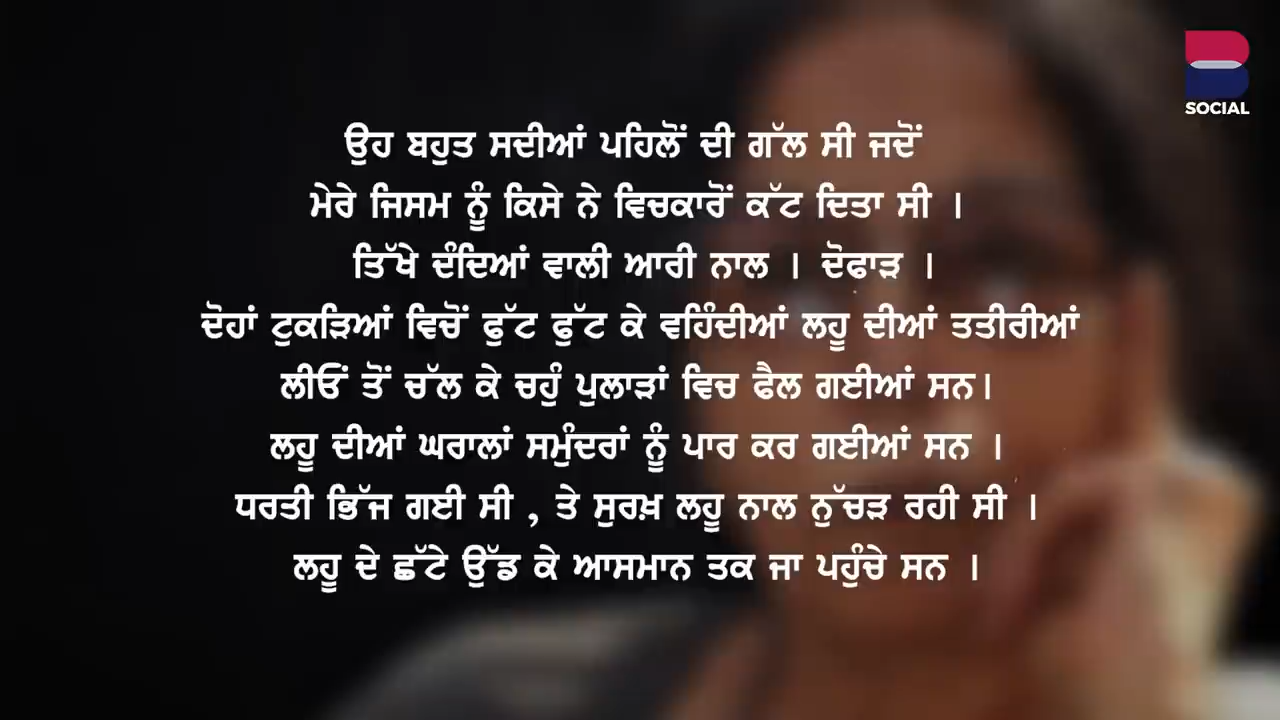 SOCIAL
ਉਹ ਬਹੁਤ ਸਦੀਆਂ ਪਹਿਲੋਂ ਦੀ ਗੱਲ ਸੀ ਜਦੋਂ
ਮੇਰੇ ਜਿਸਮ ਨੂੰ ਕਿਸੇ ਨੇ ਵਿਚਕਾਰੋਂ ਕੱਟ ਦਿਤਾ ਸੀ ।
ਤਿੱਖੇ ਦੰਦਿਆਂ ਵਾਲੀ ਆਰੀ ਨਾਲ । ਦੋਫਾੜ ।
ਦੋਹਾਂ ਟੁਕੜਿਆਂ ਵਿਚੋਂ ਫੁੱਟ ਫੁੱਟ ਕੇ ਵਹਿੰਦੀਆਂ ਲਹੂ ਦੀਆਂ ਤਤੀਰੀਆਂ
ਲੀਓਂ ਤੋਂ ਚੱਲ ਕੇ ਚਹੁੰ ਪੁਲਾੜਾਂ ਵਿਚ ਫੈਲ ਗਈਆਂ ਸਨ।
ਲਹੂ ਦੀਆਂ ਘਰਾਲਾਂ ਸਮੁੰਦਰਾਂ ਨੂੰ ਪਾਰ ਕਰ ਗਈਆਂ ਸਨ ।
ਧਰਤੀ ਭਿੱਜ ਗਈ ਸੀ , ਤੇ ਸੁਰਖ਼ ਲਹੂ ਨਾਲ ਨੁੱਚੜ ਰਹੀ ਸੀ ।
ਲਹੂ ਦੇ ਛੱਟੇ ਉੱਡ ਕੇ ਆਸਮਾਨ ਤਕ ਜਾ ਪਹੁੰਚੇ ਸਨ ।